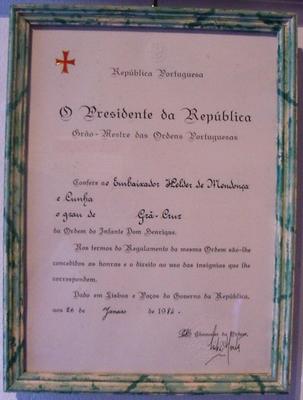 República Portuguesa
O Presidente da República
Grão-Mestre das Ordens Portuguesas
Confere ao Embaixador Helder de Mendonça
e Cunha
o grau de Grã-Cruz
da Ordem do Infante Dom Henrique.
Nos termos do Regulamento da mesma Ordem são-lhe
concedidas as honras e o direito ao uso das insígnias que lhe
correspondem.
Dado em Lisboa e Paços do Governo da República,
aos 26 de Janeiro de
Chanceler da Ordem,